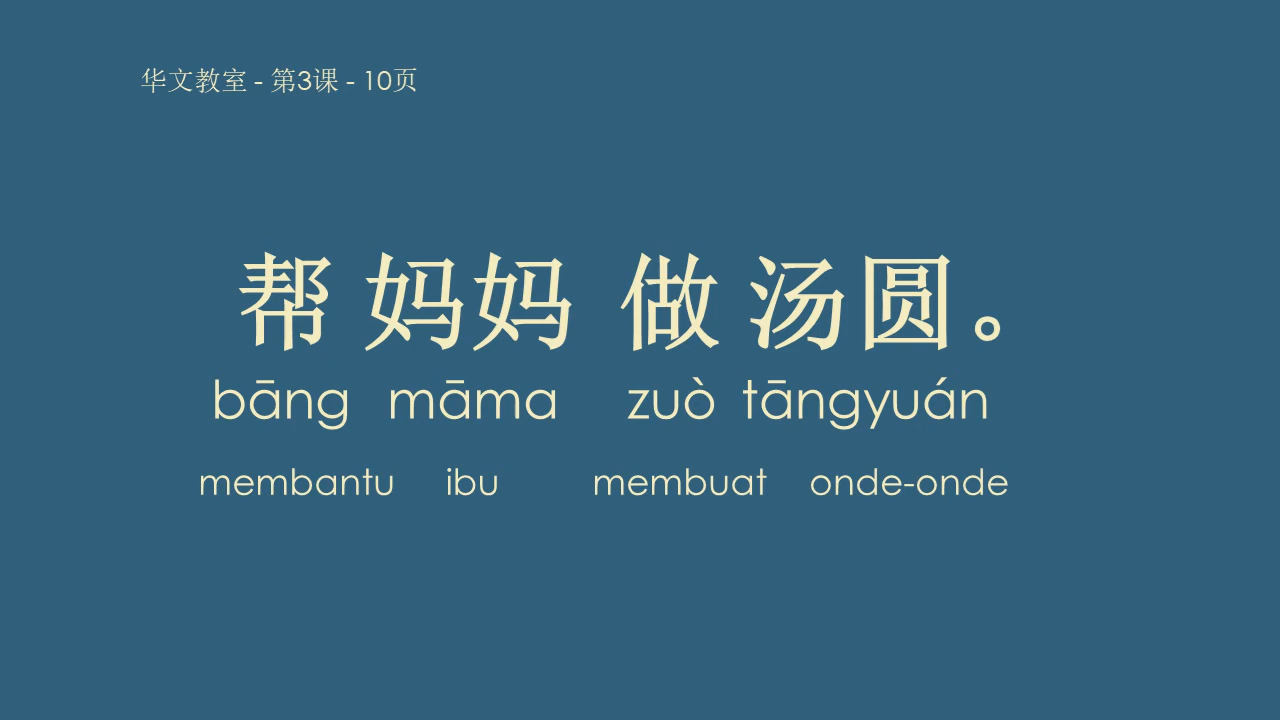 华文教室 - 第3课 - 10页
帮 妈妈 做 汤圆。
bāng māma zuò tāngyuán
membantu ibu membuat onde-onde